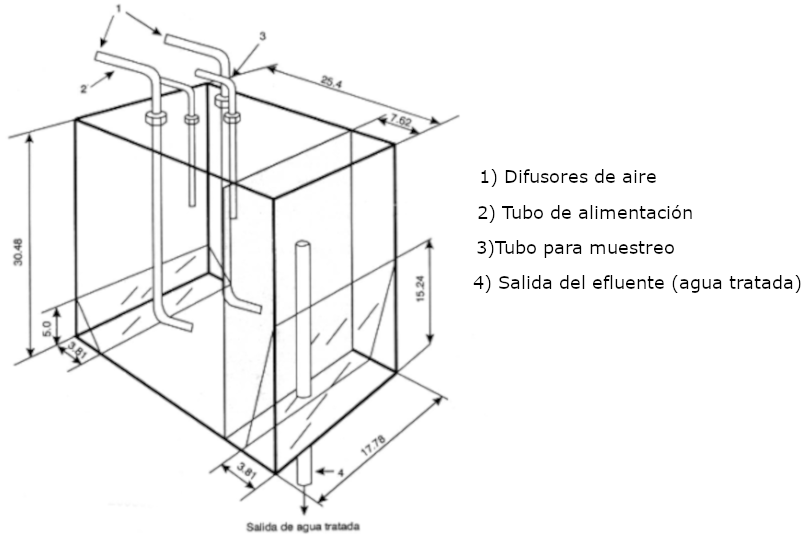 1
3
2
25.4
7.62
30.48
15.24
5.0
3.81
3.81
17.78
4
Salida de agua tratada
1) Difusores de aire
2) Tubo de alimentación
3)Tubo para muestreo
4) Salida del efluente (agua tratada)